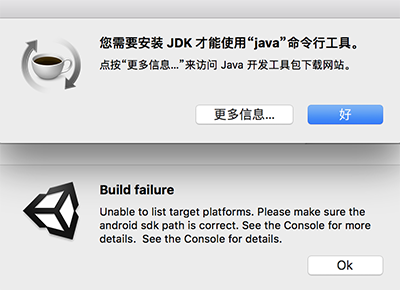 您需要安装 JDK 才能使用“java”命令行工具。
点按“更多信息...”来访问 Java 开发工具包下载网站。
更多信息...
好
Build failure
Unable to list target platforms. Please make sure the
android sdk path is correct. See the Console for more
details.  See the Console for details.
Ok